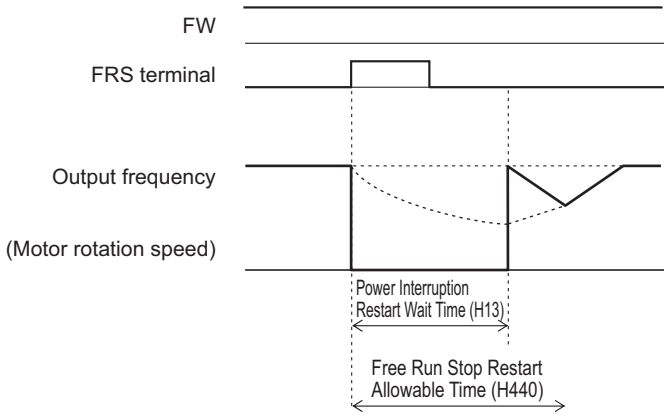 FW
FRS terminal
Output frequency
(Motor rotation speed)
Power Interruption
Restart Wait Time (H13)
Free Run Stop Restart
Allowable Time (H440)